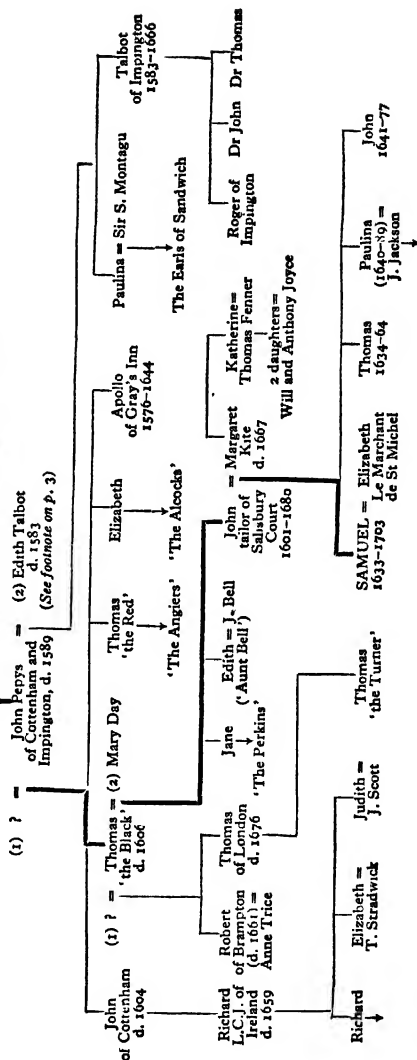 (1) ? = John Pepys = (2) Edith Talbot
of Cottenham and
Impington, d. 1589
d. 1583
(See footnote on p. 3)
John
of Cottenham
d. 1604
(1) ? = Thomas = (2) Mary Day
'the Black'
d. 1606
Thomas
'the Red'
'The Angiers'
Elizabeth
'The Alcocks'
Apollo
of Gray's Inn
1576-1644
Paulina = Sir S. Montagu
The Earls of Sandwich
Talbot
of Impington
1583-1666
Richard
L.C.J. of
Ireland
d. 1659
Robert
of Brampton
(d. 1661) =
Anne Trice
Thomas
of London
d. 1676
Jane
'The Perkins'
Edith = J. Bell
('Aunt Bell')
John
tailor of
Salisbury
Court
1601-1680
= Margaret
Kite
d. 1667
Katherine =
Thomas Fenner
2 daughters =
Will and Anthony Joyce
Roger of
Impington
Dr John
Dr Thomas
Richard
Elizabeth =
T. Stradwick
Judith =
J. Scott
Thomas
'the Turner'
SAMUEL = Elizabeth
1633-1703 Le Marchant
de St Michel
Thomas
1634-64
Paulina
(1640-89) =
J. Jackson
John
1641-77